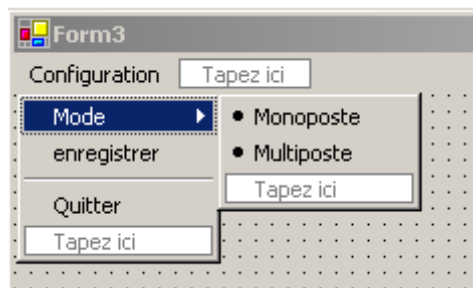 Form3
Configuration Tapez ici
Mode
Monoposte
enregistrer
Multiposte
Tapez ici
Quitter
Tapez ici